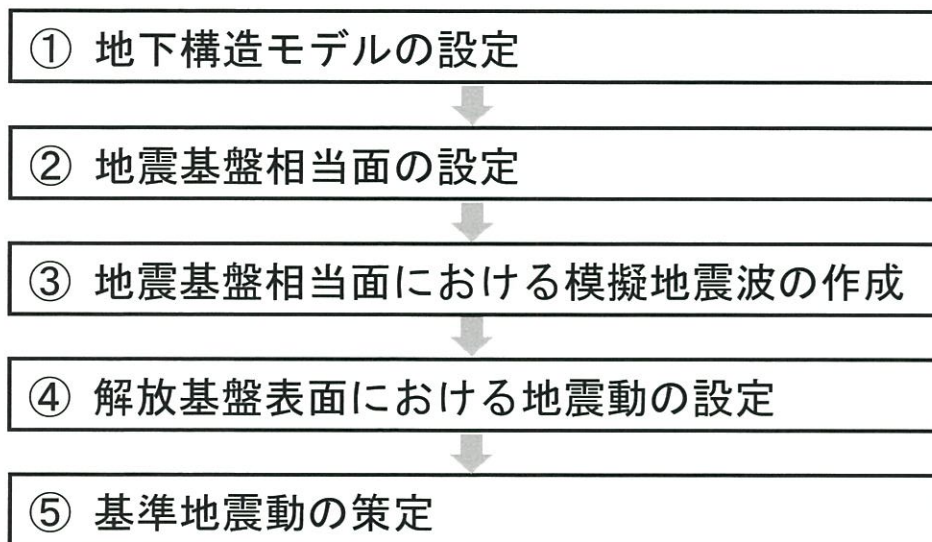 ① 地下構造モデルの設定
② 地震基盤相当面の設定
③ 地震基盤相当面における模擬地震波の作成
④ 解放基盤表面における地震動の設定
⑤ 基準地震動の策定